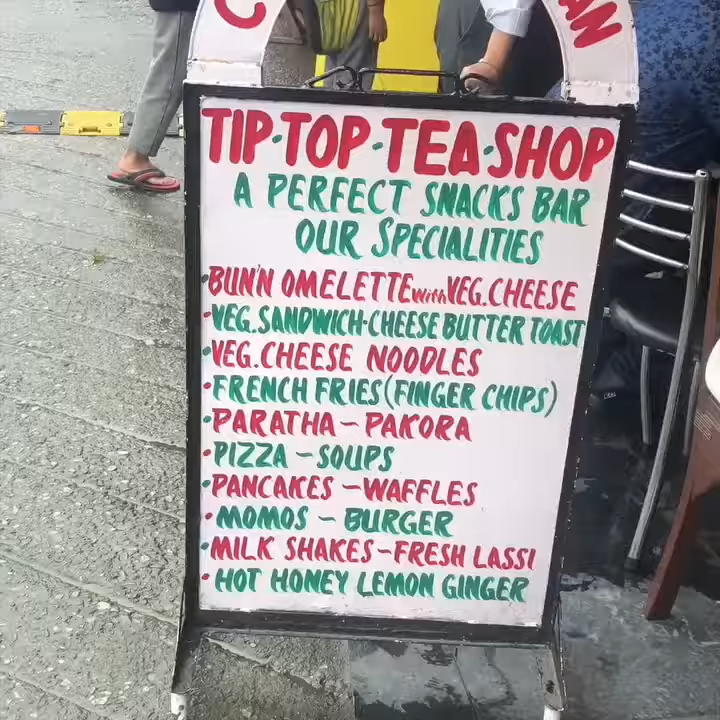 TIP·TOP·TEA·SHOP
A PERFECT SNACKS BAR
OUR SPECIALITIES
·BUN'N OMELETTE with VEG.CHEESE
·VEG.SANDWICH-CHEESE BUTTER TOAST
·VEG.CHEESE NOODLES
·FRENCH FRIES (FINGER CHIPS)
·PARATHA ~ PAKORA
·PIZZA ~ SOUPS
·PANCAKES ~ WAFFLES
·MOMOS ~ BURGER
·MILK SHAKES ~ FRESH LASSI
·HOT HONEY LEMON GINGER